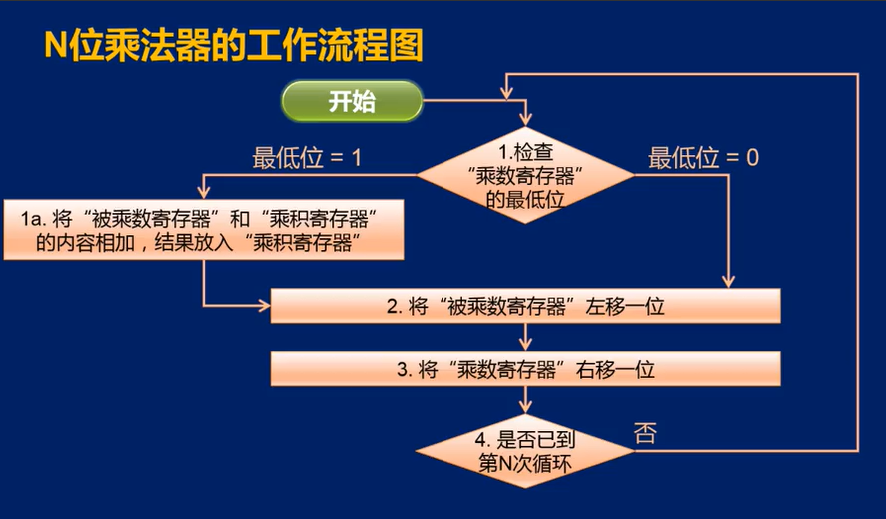 N位乘法器的工作流程图
开始
最低位 = 1
1.检查
“乘数寄存器”
的最低位
最低位 = 0
1a. 将“被乘数寄存器”和“乘积寄存器”
的内容相加，结果放入“乘积寄存器”
2. 将“被乘数寄存器”左移一位
3. 将“乘数寄存器”右移一位
4. 是否已到
第N次循环
否